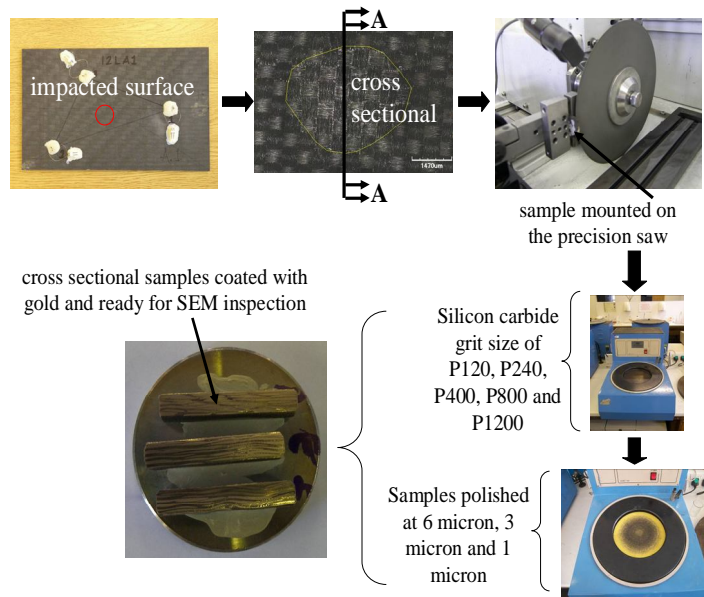 12LA1
impacted surface
A
cross
sectional
1470um
A
sample mounted on
the precision saw
cross sectional samples coated with
gold and ready for SEM inspection
Silicon carbide
grit size of
P120, P240,
P400, P800 and
P1200
Samples polished
at 6 micron, 3
micron and 1
micron